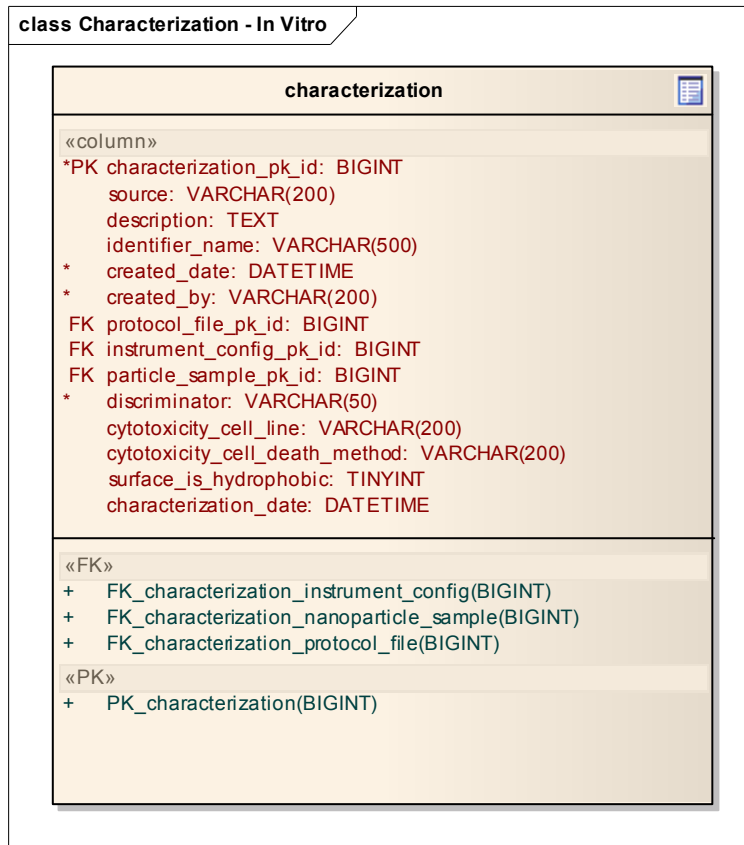 class Characterization - In Vitro
characterization
«column»
*PK characterization_pk_id: BIGINT
source: VARCHAR(200)
description: TEXT
identifier_name: VARCHAR(500)
* created_date: DATETIME
* created_by: VARCHAR(200)
FK protocol_file_pk_id: BIGINT
FK instrument_config_pk_id: BIGINT
FK particle_sample_pk_id: BIGINT
* discriminator: VARCHAR(50)
cytotoxicity_cell_line: VARCHAR(200)
cytotoxicity_cell_death_method: VARCHAR(200)
surface_is_hydrophobic: TINYINT
characterization_date: DATETIME
«FK»
+ FK_characterization_instrument_config(BIGINT)
+ FK_characterization_nanoparticle_sample(BIGINT)
+ FK_characterization_protocol_file(BIGINT)
«PK»
+ PK_characterization(BIGINT)